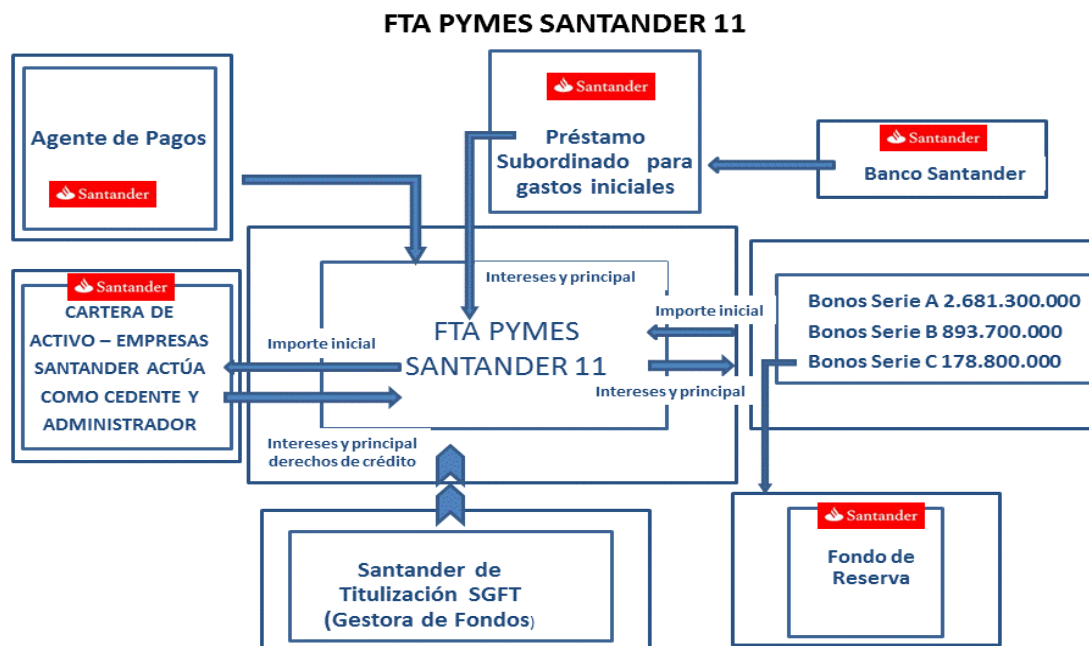 FTA PYMES SANTANDER 11
Agente de Pagos
Santander
Santander
Préstamo
Subordinado para
gastos iniciales
Santander
Banco Santander
Santander
CARTERA DE
ACTIVO – EMPRESAS
SANTANDER ACTÚA
COMO CEDENTE Y
ADMINISTRADOR
Importe inicial
Intereses y principal
derechos de crédito
Intereses y principal
FTA PYMES
SANTANDER 11
Importe inicial
Intereses y principal
Bonos Serie A 2.681.300.000
Bonos Serie B 893.700.000
Bonos Serie C 178.800.000
Santander de
Titulización SGFT
(Gestora de Fondos)
Santander
Fondo de
Reserva